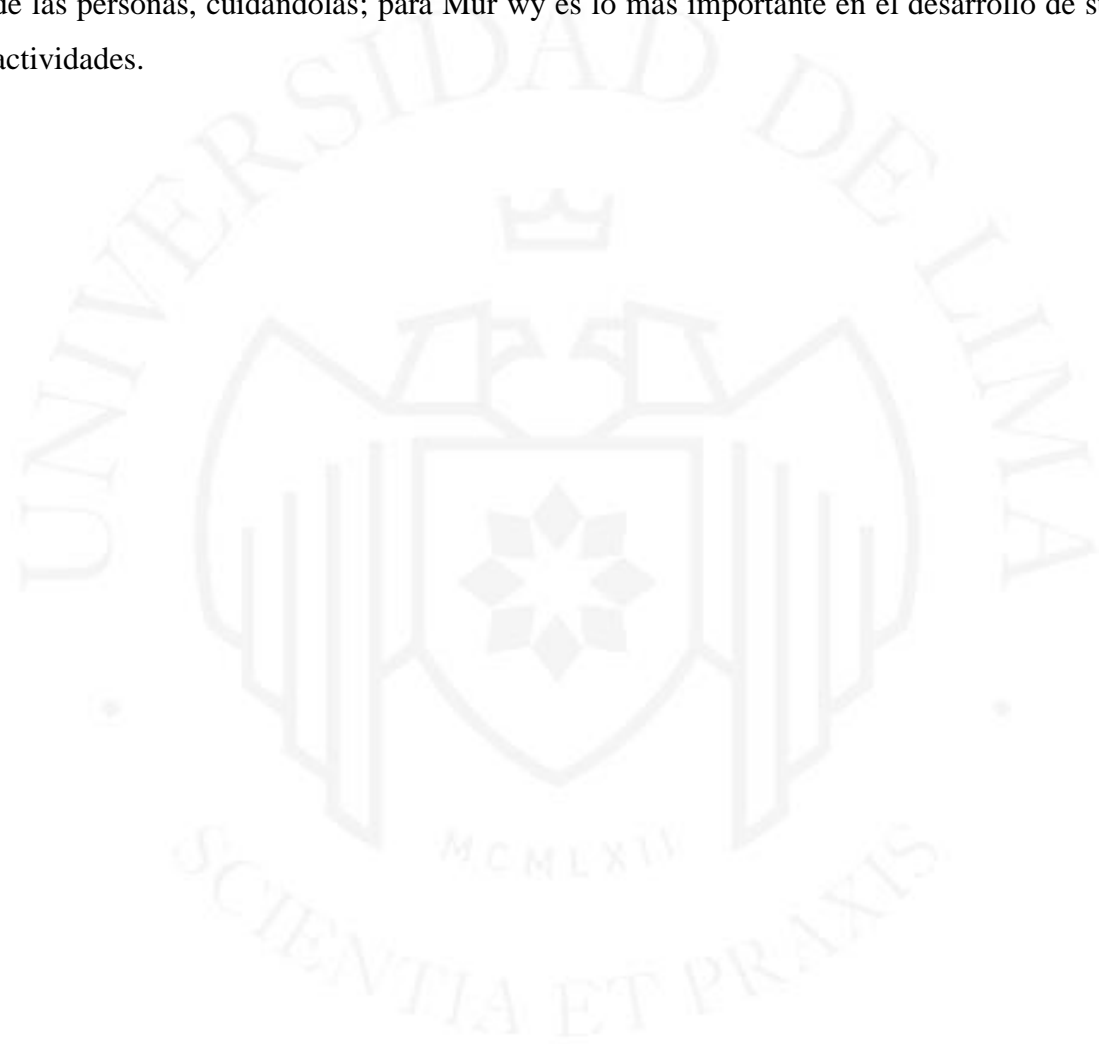 de las personas, cuidándolas; para Mur wy es lo más importante en el desarrollo de
actividades.
UNIVERSIDAD DE LIMA
MCMLXII
SCIENTIA ET PRAXIS